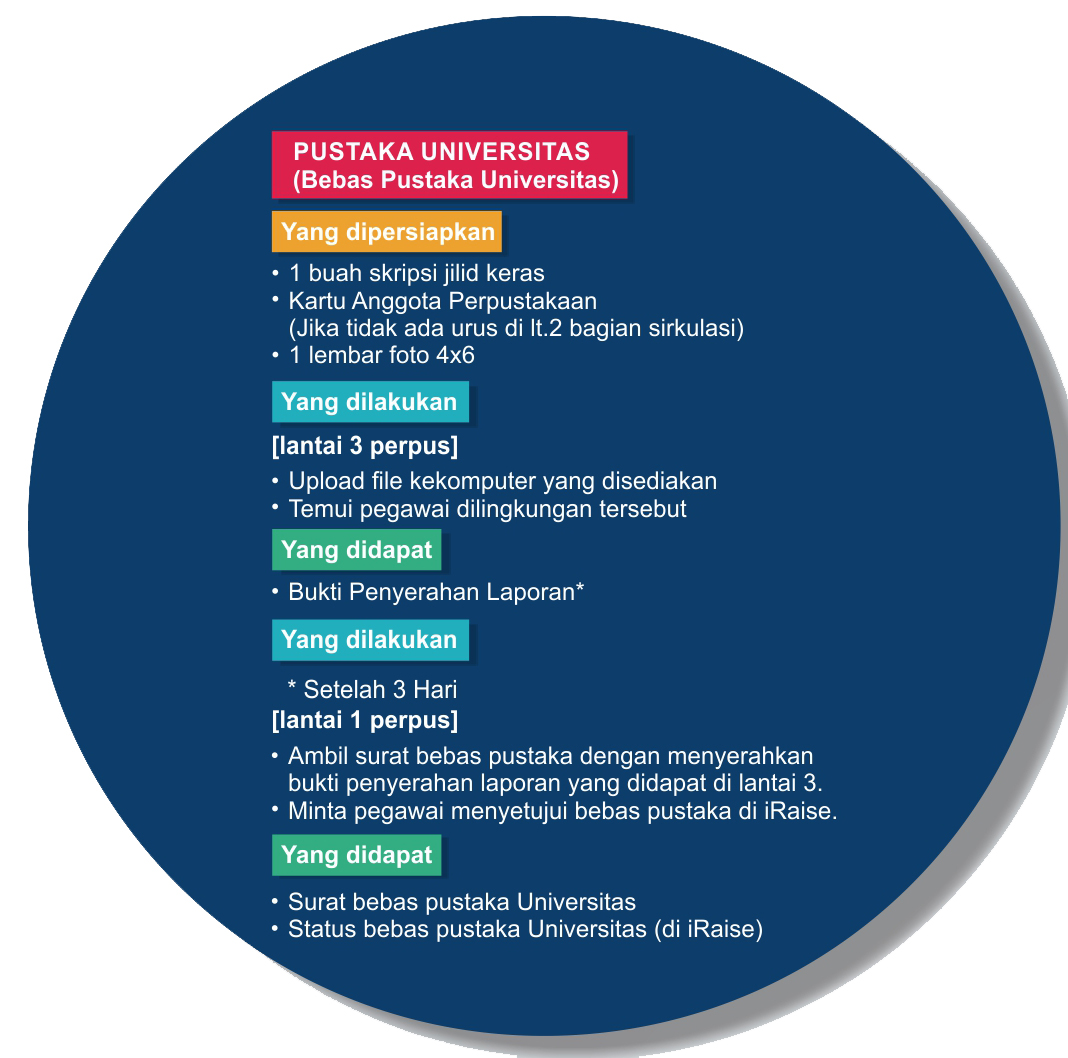 PUSTAKA UNIVERSITAS
(Bebas Pustaka Universitas)
Yang dipersiapkan
• 1 buah skripsi jilid keras
• Kartu Anggota Perpustakaan
(Jika tidak ada urus di lt.2 bagian sirkulasi)
• 1 lembar foto 4x6
Yang dilakukan
[lantai 3 perpus]
• Upload file kekomputer yang disediakan
• Temui pegawai dilingkungan tersebut
Yang didapat
• Bukti Penyerahan Laporan*
Yang dilakukan
* Setelah 3 Hari
[lantai 1 perpus]
• Ambil surat bebas pustaka dengan menyerahkan
bukti penyerahan laporan yang didapat di lantai 3.
• Minta pegawai menyetujui bebas pustaka di iRaise.
Yang didapat
• Surat bebas pustaka Universitas
• Status bebas pustaka Universitas (di iRaise)